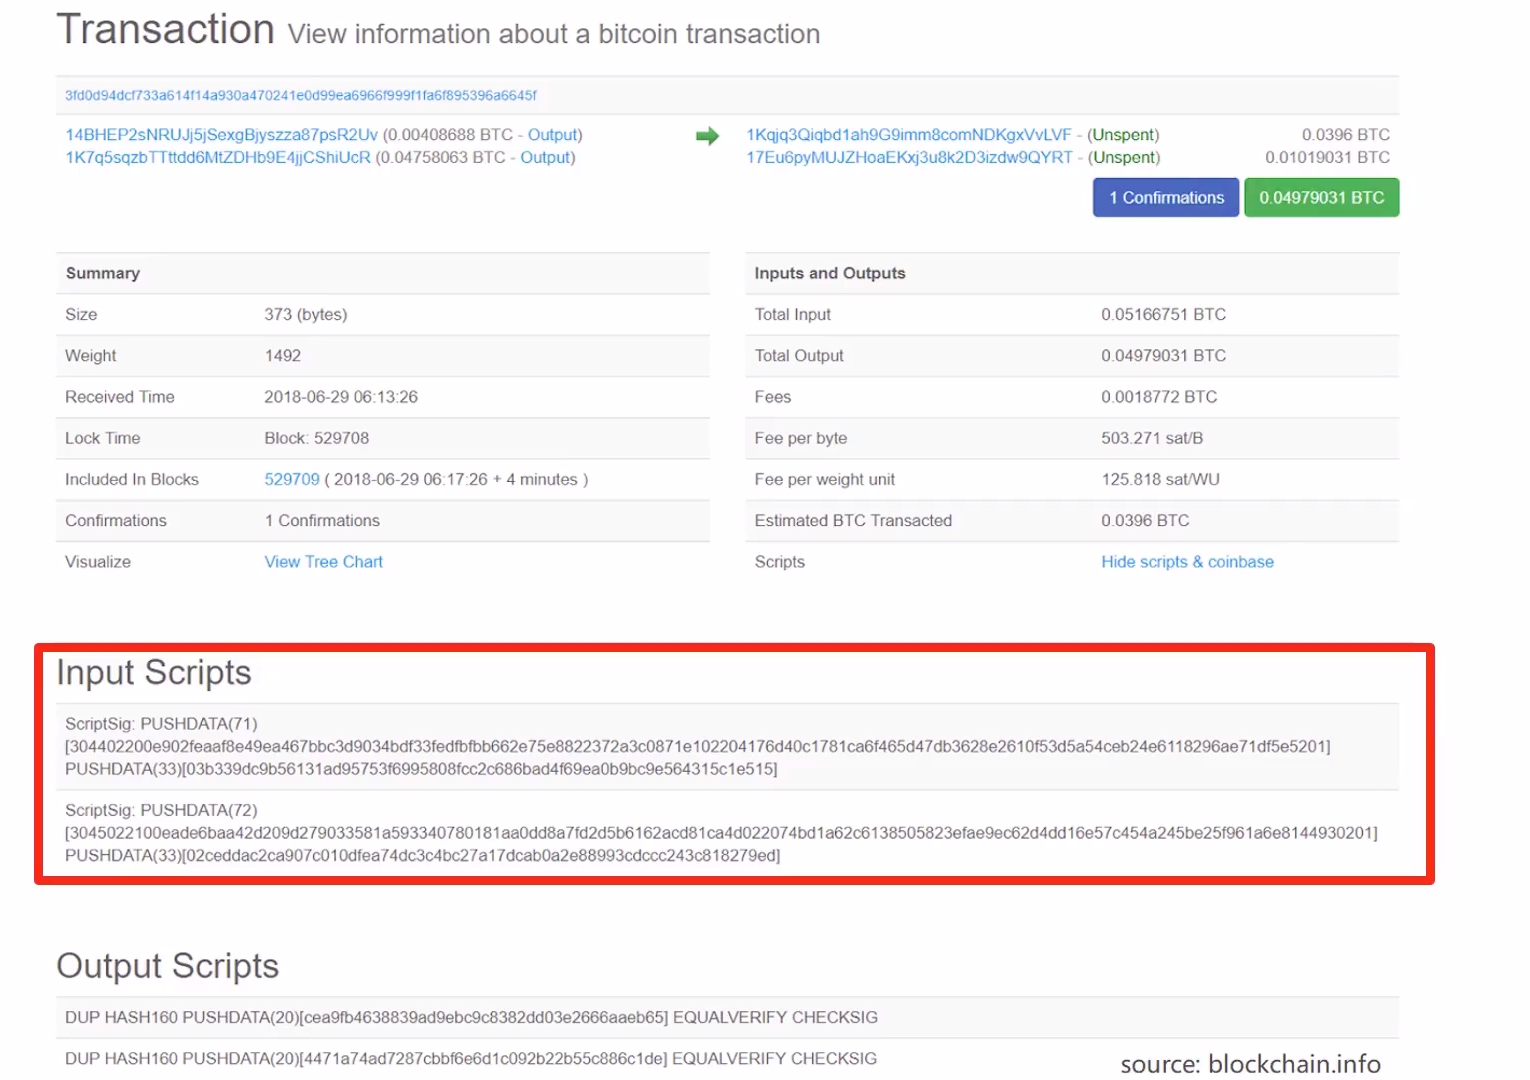 Transaction View information about a bitcoin transaction
3fd0d94dcf733a614f14a930a470241e0d99ea6966f999f1fa6f895396a6645f
14BHEP2sNRUJj5jSexgBjyszza87psR2Uv (0.00408688 BTC - Output)
1K7q5sqzbTTttdd6MtZDHb9E4jjCShiUcR (0.04758063 BTC - Output)
1Kqjq3Qiqbd1ah9G9imm8comNDKgxVvLVF - (Unspent) 0.0396 BTC
17Eu6pyMUJZHoaEKxj3u8k2D3izdw9QYRT - (Unspent) 0.01019031 BTC
1 Confirmations 0.04979031 BTC
Summary
Size 373 (bytes)
Weight 1492
Received Time 2018-06-29 06:13:26
Lock Time Block: 529708
Included In Blocks 529709 ( 2018-06-29 06:17:26 + 4 minutes )
Confirmations 1 Confirmations
Visualize View Tree Chart
Inputs and Outputs
Total Input 0.05166751 BTC
Total Output 0.04979031 BTC
Fees 0.0018772 BTC
Fee per byte 503.271 sat/B
Fee per weight unit 125.818 sat/WU
Estimated BTC Transacted 0.0396 BTC
Scripts Hide scripts & coinbase
Input Scripts
ScriptSig: PUSHDATA(71)
[304402200e902feaaf8e49ea467bbc3d9034bdf33fedfbfbb662e75e8822372a3c0871e102204176d40c1781ca6f465d47db3628e2610f53d5a54ceb24e6118296ae71df5e5201]
PUSHDATA(33)[03b339dc9b56131ad95753f6995808fcc2c686bad4f69ea0b9bc9e564315c1e515]
ScriptSig: PUSHDATA(72)
[3045022100eade6baa42d209d279033581a593340780181aa0dd8a7fd2d5b6162acd81ca4d022074bd1a62c6138505823efae9ec62d4dd16e57c454a245be25f961a6e8144930201]
PUSHDATA(33)[02ceddac2ca907c010dfea74dc3c4bc27a17dcab0a2e88993cdccc243c818279ed]
Output Scripts
DUP HASH160 PUSHDATA(20)[cea9fb4638839ad9ebc9c8382dd03e2666aaeb65] EQUALVERIFY CHECKSIG
DUP HASH160 PUSHDATA(20)[4471a74ad7287cbbf6e6d1c092b22b55c886c1de] EQUALVERIFY CHECKSIG
source: blockchain.info